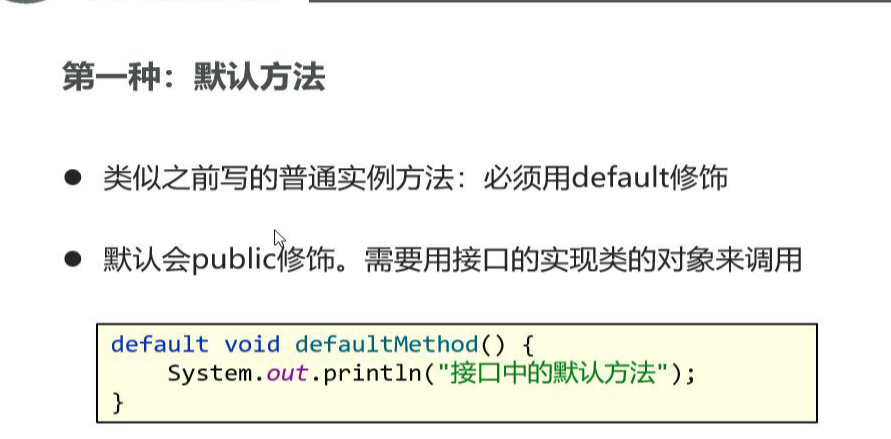 第一种：默认方法
● 类似之前写的普通实例方法：必须用default修饰
● 默认会public修饰。需要用接口的实现类的对象来调用
default void defaultMethod() {
    System.out.println("接口中的默认方法");
}